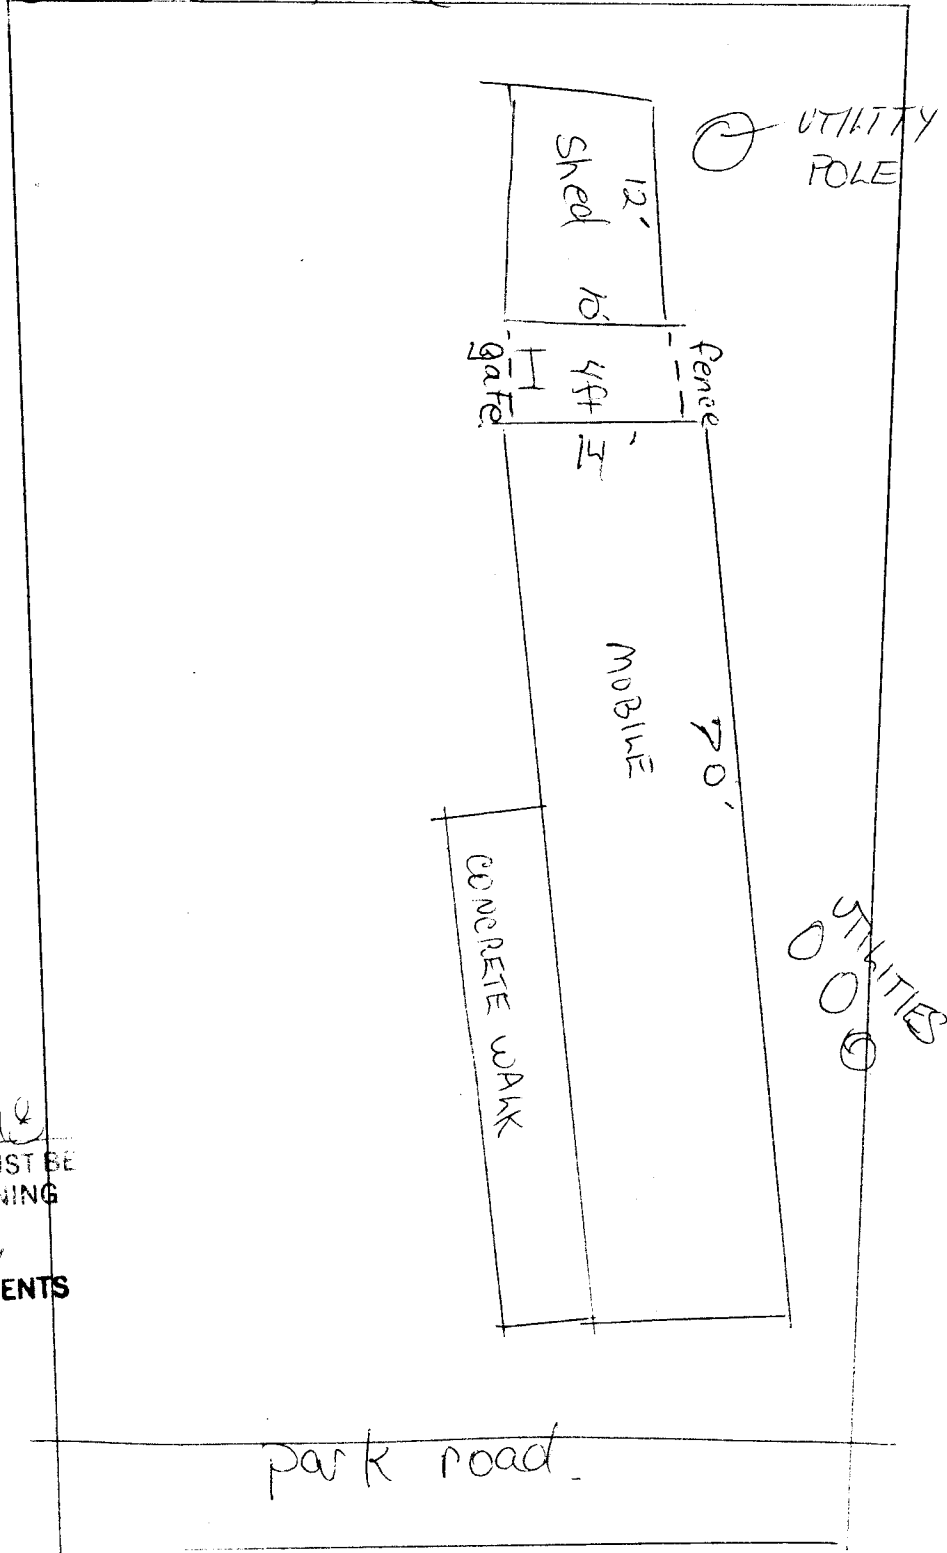 UTILITY
POLE
Shed
12'
10'
gate
4ft
fence
14'
MOBILE
70'
CONCRETE WALK
UTILITIES
IST BE
NING
ENTS
park road